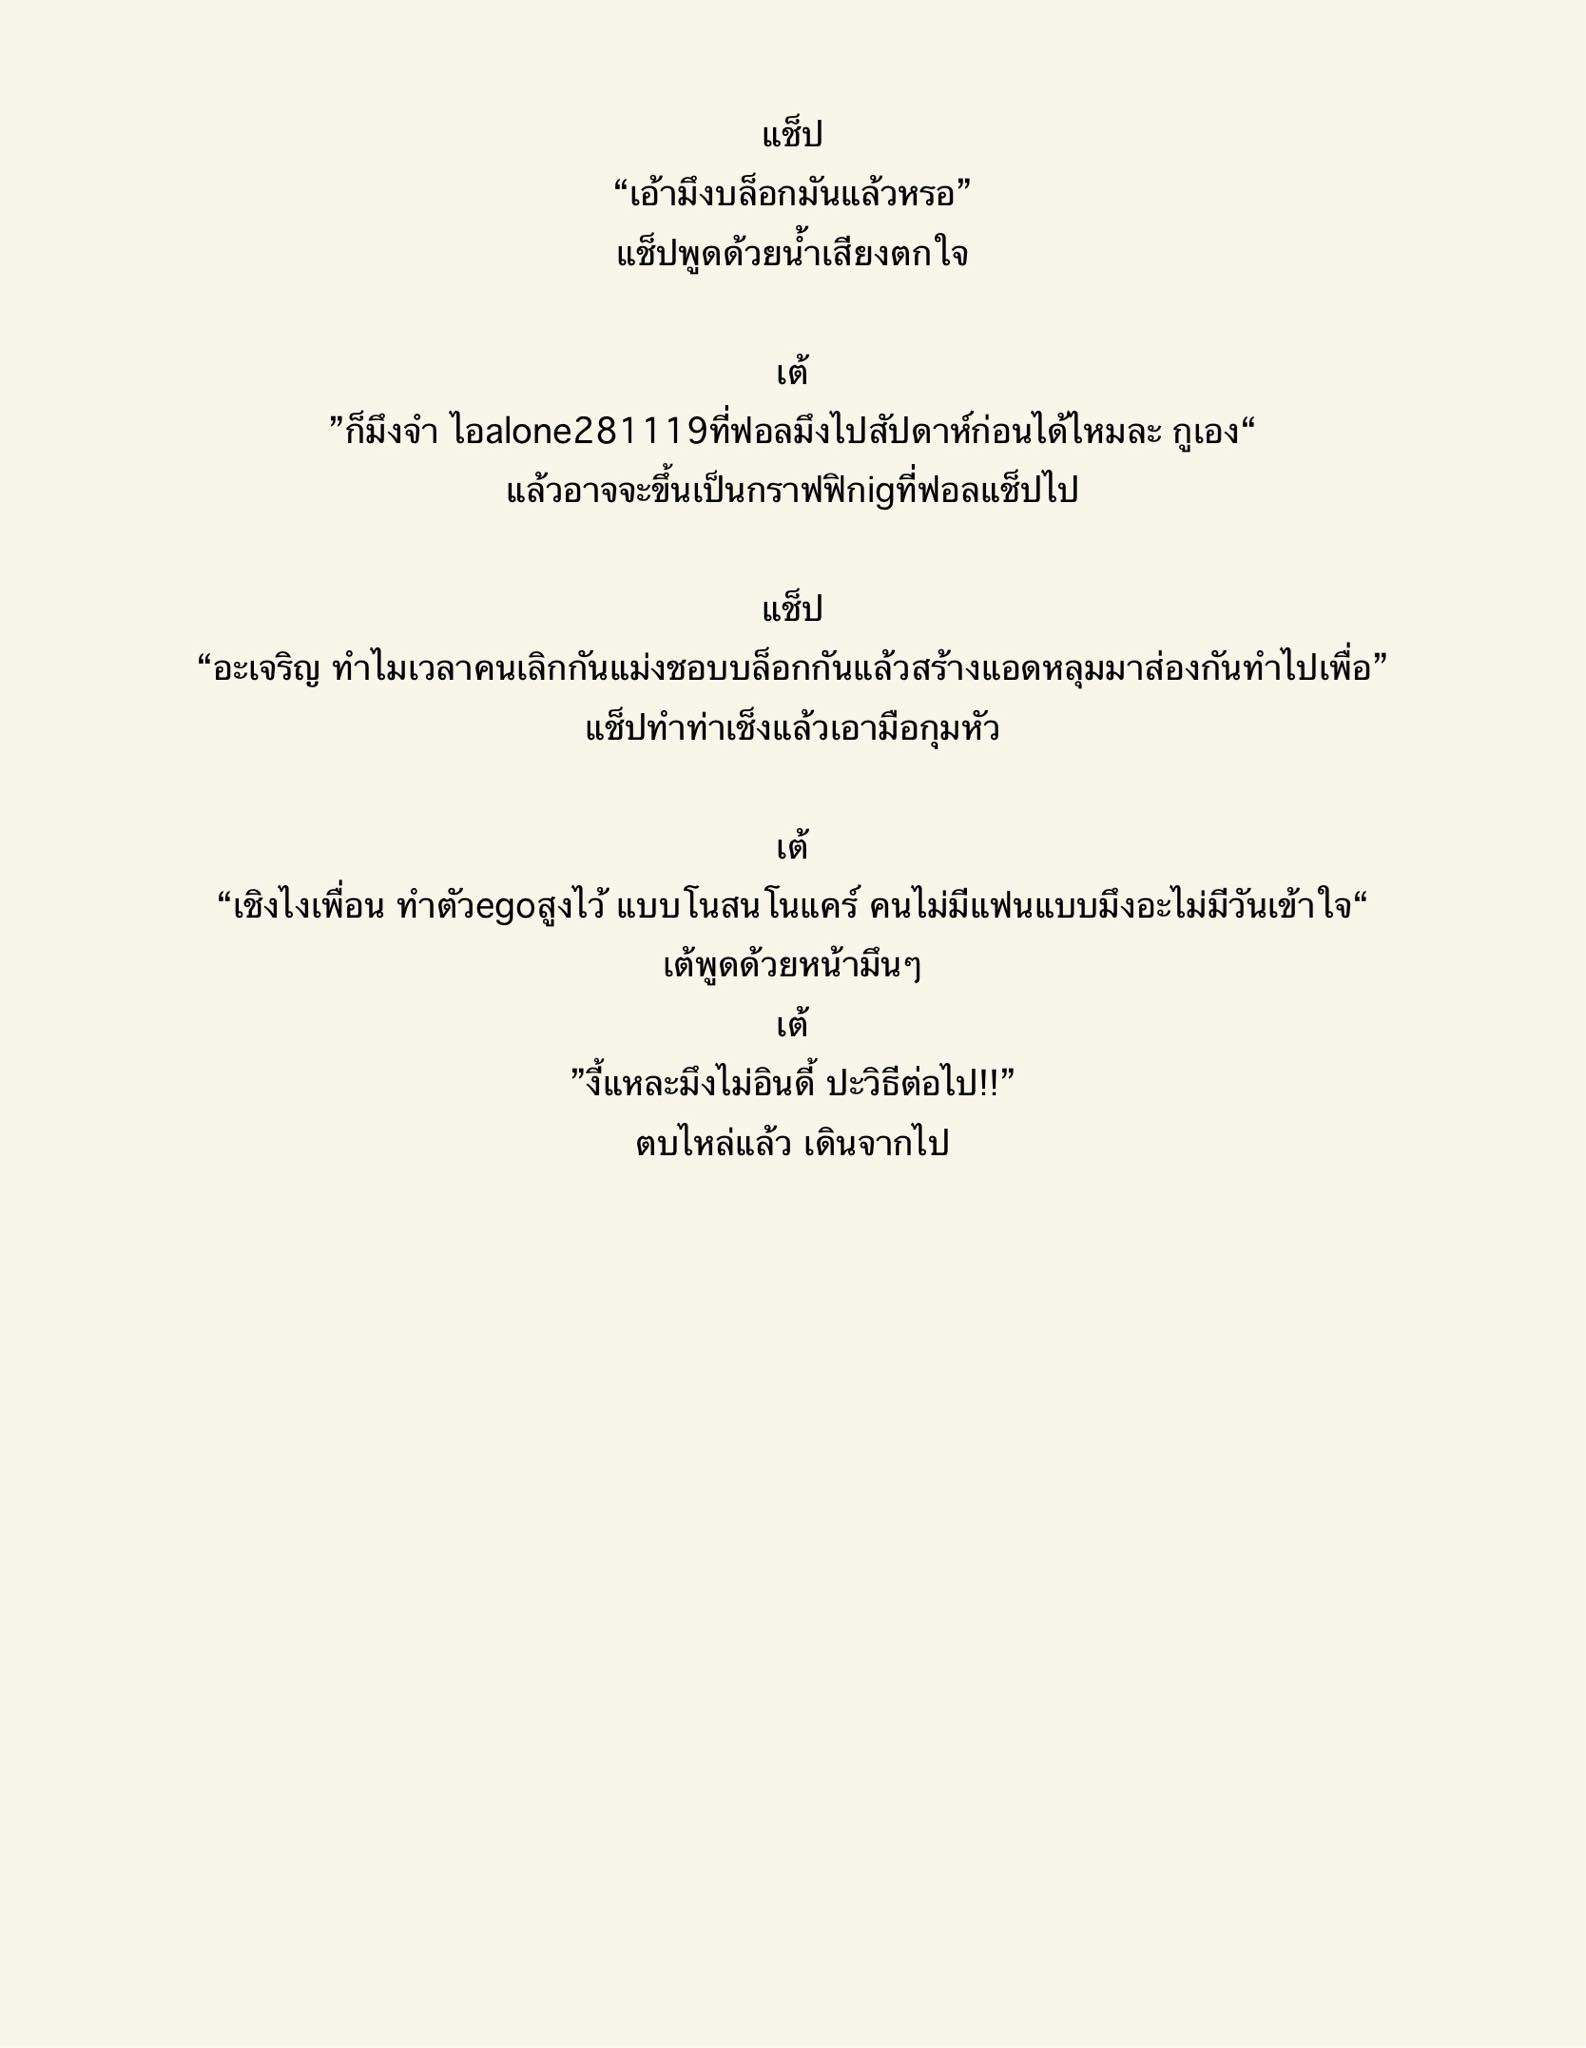 แช็ป
“เอ้ามึงบล็อกมันแล้วหรอ”
แช็ปพูดด้วยน้ำเสียงตกใจ
เต้
”ก็มึงจำ ไอalone281119ที่ฟอลมึงไปสัปดาห์ก่อนได้ไหมละ กูเอง“
แล้วอาจจะขึ้นเป็นกราฟฟิกigที่ฟอลแช็ปไป
แช็ป
“อะเจริญ ทำไมเวลาคนเลิกกันแม่งชอบบล็อกกันแล้วสร้างแอดหลุมมาส่องกันทำไปเพื่อ”
แช็ปทำท่าเช็งแล้วเอามือกุมหัว
เต้
“เชิงไงเพื่อน ทำตัวegoสูงไว้ แบบโนสนโนแคร์ คนไม่มีแฟนแบบมึงอะไม่มีวันเข้าใจ“
เต้พูดด้วยหน้ามึนๆ
เต้
”งี้แหละมึงไม่อินดี้ ปะวิธีต่อไป!!”
ตบไหล่แล้ว เดินจากไป